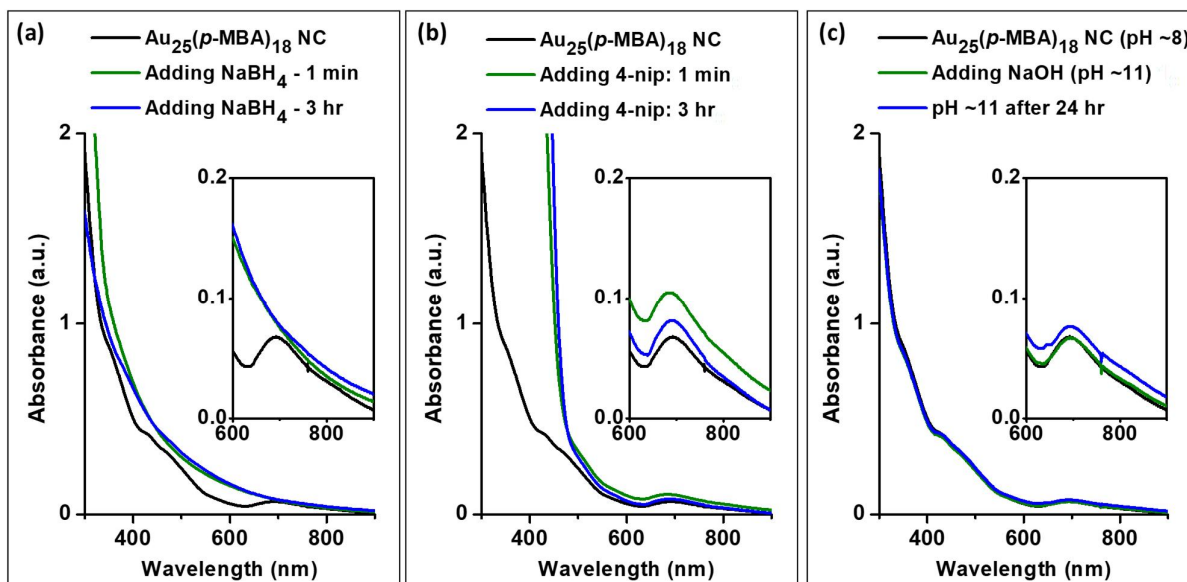 (a)
Au25(p-MBA)18 NC
Adding NaBH4 - 1 min
Adding NaBH4 - 3 hr
2
1
0
Absorbance (a.u.)
0.2
0.1
0.0
600
800
400
600
800
Wavelength (nm)
(b)
Au25(p-MBA)18 NC
Adding 4-nip: 1 min
Adding 4-nip: 3 hr
2
1
0
Absorbance (a.u.)
0.2
0.1
0.0
600
800
400
600
800
Wavelength (nm)
(c)
Au25(p-MBA)18 NC (pH ~8)
Adding NaOH (pH ~11)
pH ~11 after 24 hr
2
1
0
Absorbance (a.u.)
0.2
0.1
0.0
600
800
400
600
800
Wavelength (nm)